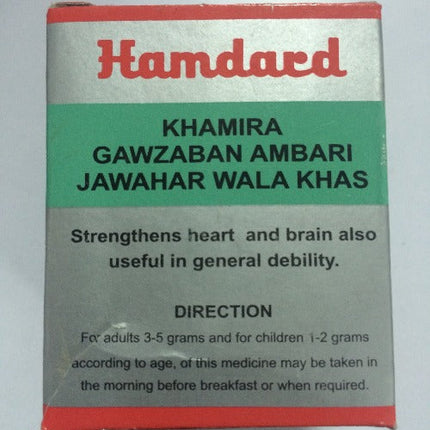 Hamdard
KHAMIRA
GAWZABAN AMBARI
JAWAHAR WALA KHAS
Strengthens heart and brain also
useful in general debility.
DIRECTION
For adults 3-5 grams and for children 1-2 grams
according to age, of this medicine may be taken in
the morning before breakfast or when required.